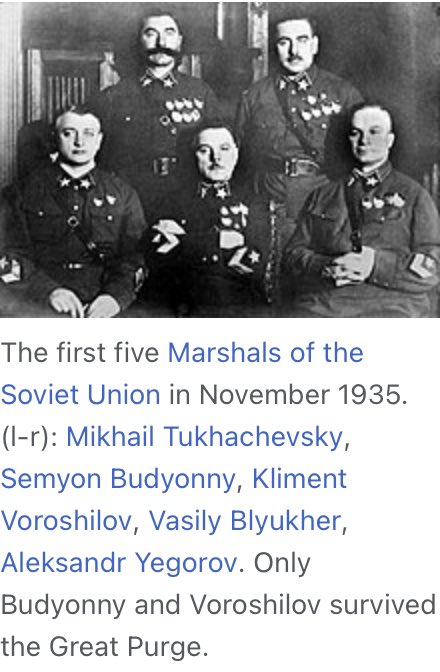 The first five Marshals of the
Soviet Union in November 1935.
(l-r): Mikhail Tukhachevsky,
Semyon Budyonny, Kliment
Voroshilov, Vasily Blyukher,
Aleksandr Yegorov. Only
Budyonny and Voroshilov survived
the Great Purge.